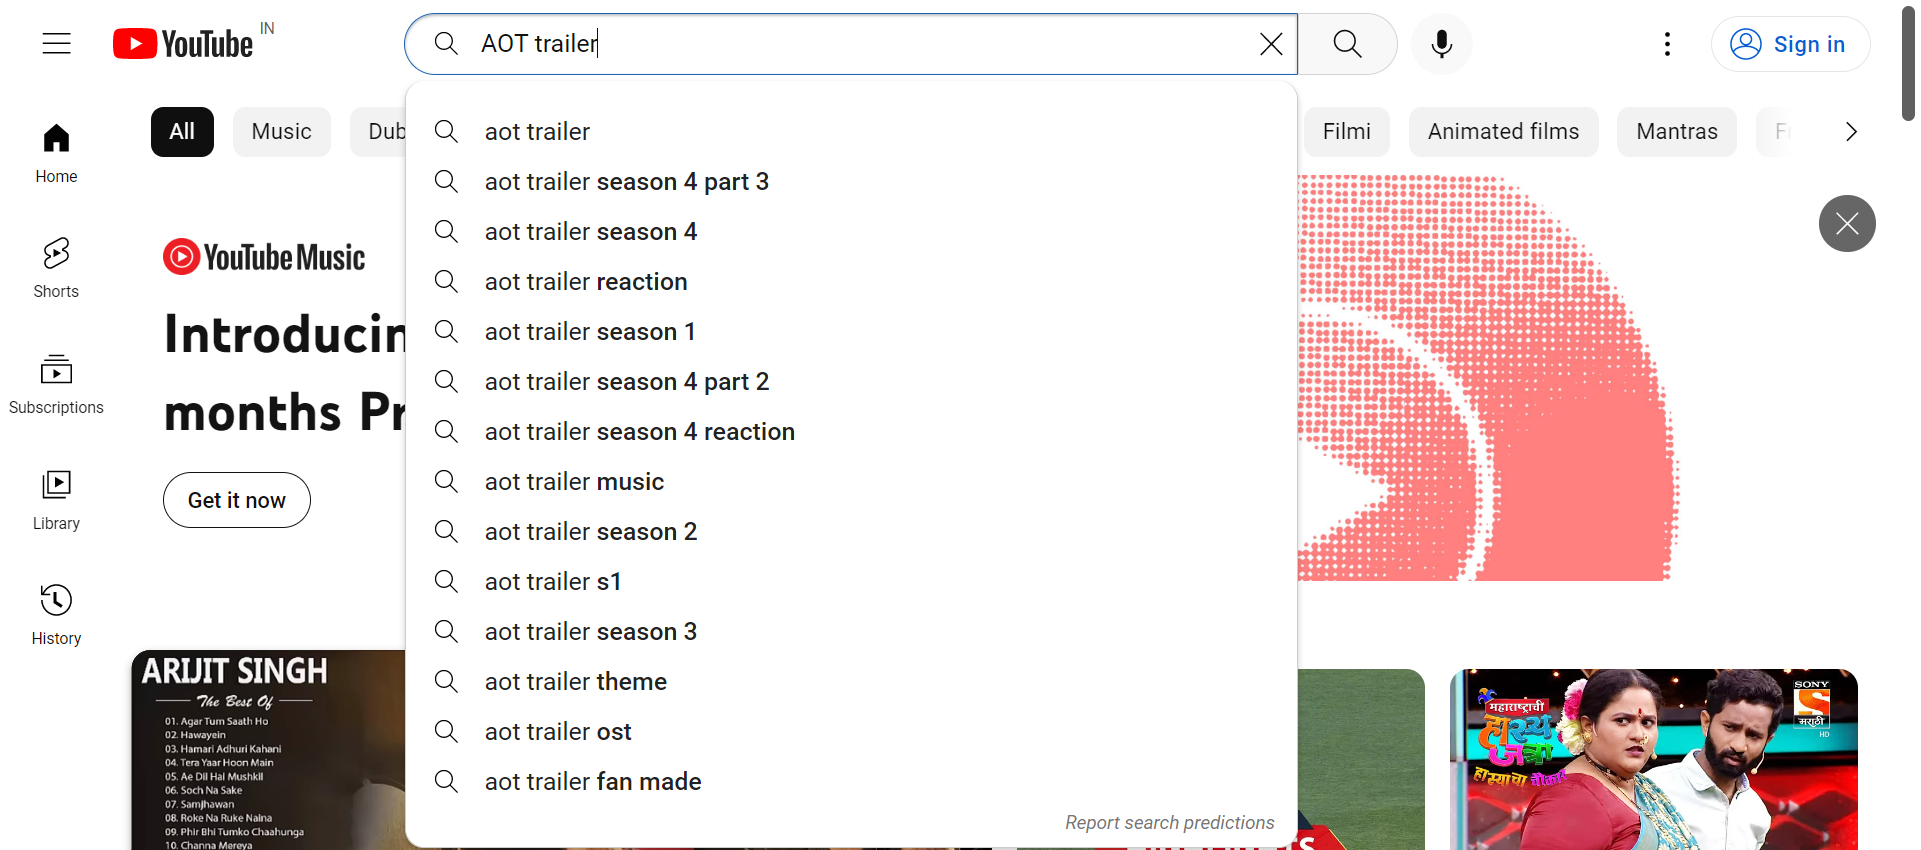 YouTube IN
AOT trailer
Sign in
All
Music
Dub
Filmi
Animated films
Mantras
Home
Shorts
Subscriptions
Library
History
YouTube Music
Introducin
months Pr
Get it now
aot trailer
aot trailer season 4 part 3
aot trailer season 4
aot trailer reaction
aot trailer season 1
aot trailer season 4 part 2
aot trailer season 4 reaction
aot trailer music
aot trailer season 2
aot trailer s1
aot trailer season 3
aot trailer theme
aot trailer ost
aot trailer fan made
Report search predictions
ARIJIT SINGH
The Best Of
01. Agar Tum Saath Ho
02. Hawayein
03. Hamari Adhuri Kahani
04. Tera Yaar Hoon Main
05. Ae Dil Hai Mushkil
06. Soch Na Sake
07. Samjhawan
08. Roke Na Ruke Naina
09. Phir Bhi Tumko Chaahunga
10. Channa Mereya
महाराष्ट्राची
हास्य
जत्रा
हास्याचा चौकार
SONY
मराठी
HD